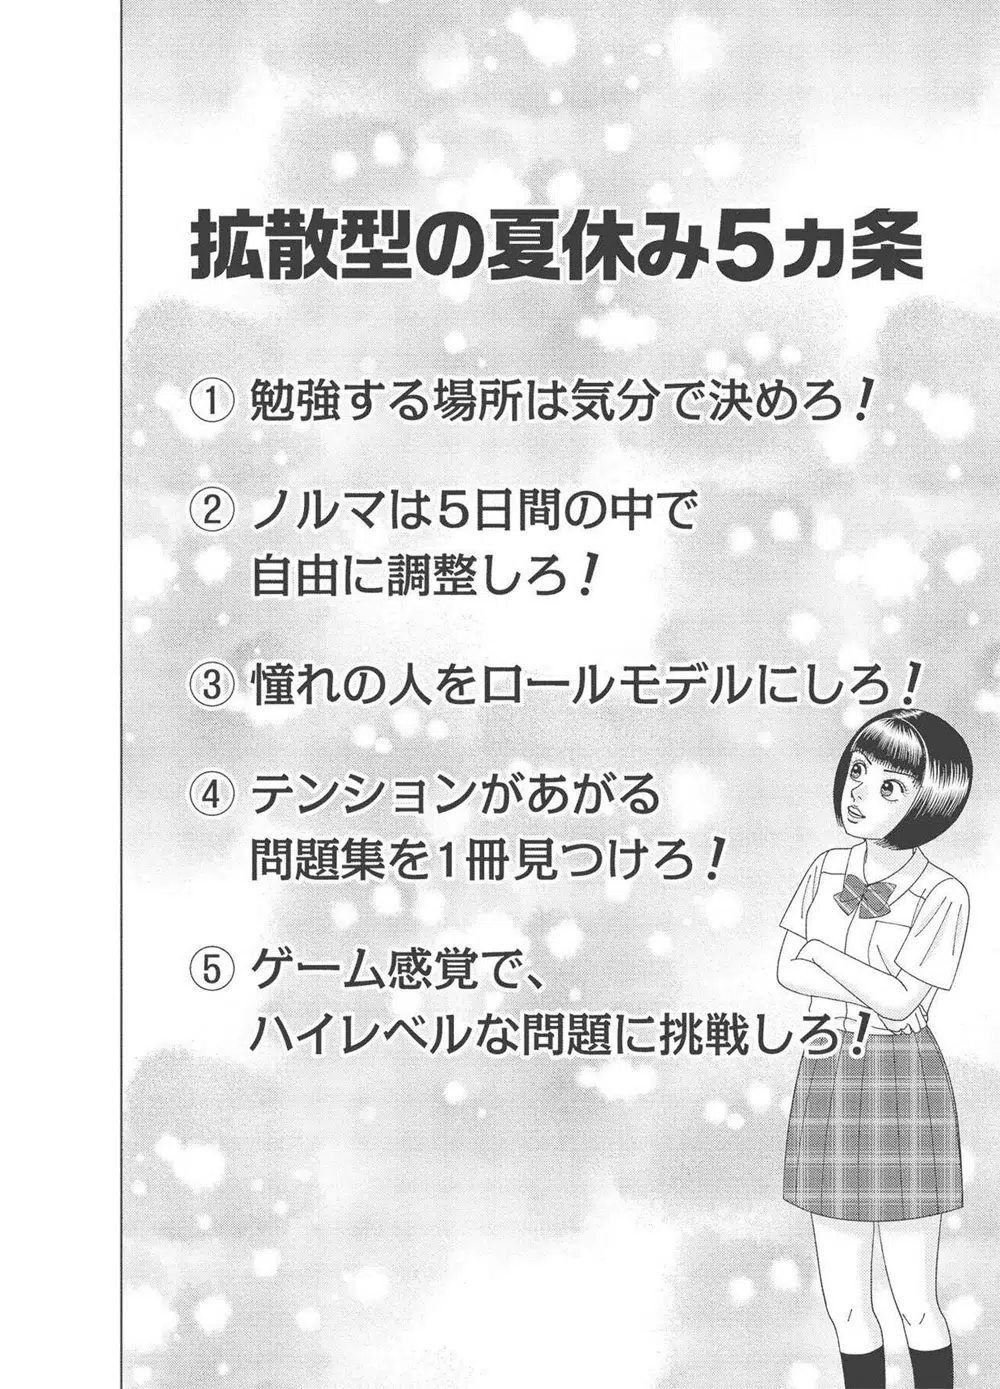 拡散型の夏休み5カ条
① 勉強する場所は気分で決めろ！
② ノルマは5日間の中で
自由に調整しろ！
③ 憧れの人をロールモデルにしろ！
④ テンションがあがる
問題集を1冊見つけろ！
⑤ ゲーム感覚で、
ハイレベルな問題に挑戦しろ！